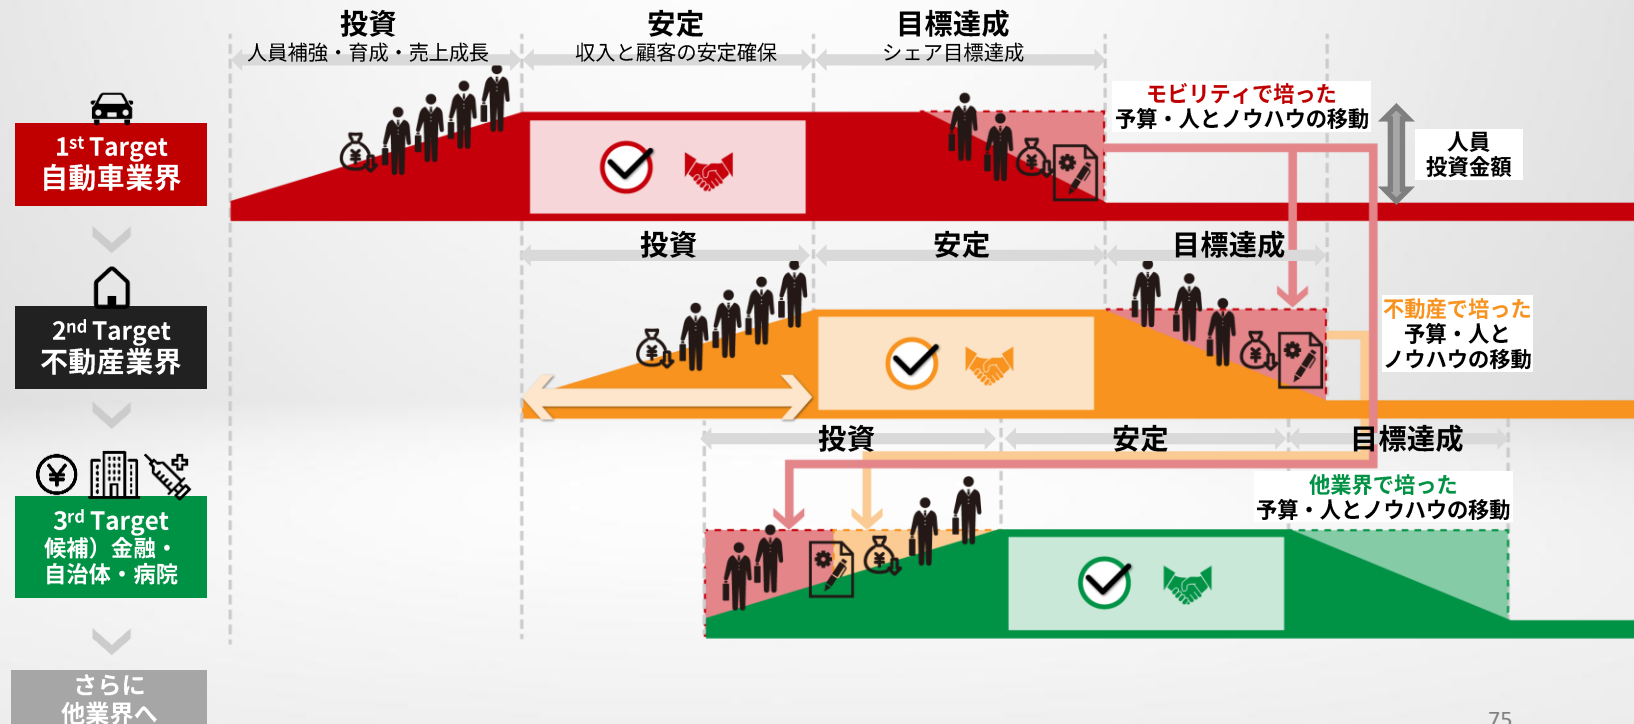 投資
人員補強・育成・売上成長
安定
収入と顧客の安定確保
目標達成
シェア目標達成
モビリティで培った
予算・人とノウハウの移動
人員
投資金額
1st Target
自動車業界
投資
安定
目標達成
2nd Target
不動産業界
不動産で培った
予算・人と
ノウハウの移動
投資
安定
目標達成
他業界で培った
予算・人とノウハウの移動
3rd Target
候補）金融・
自治体・病院
さらに
他業界へ
75